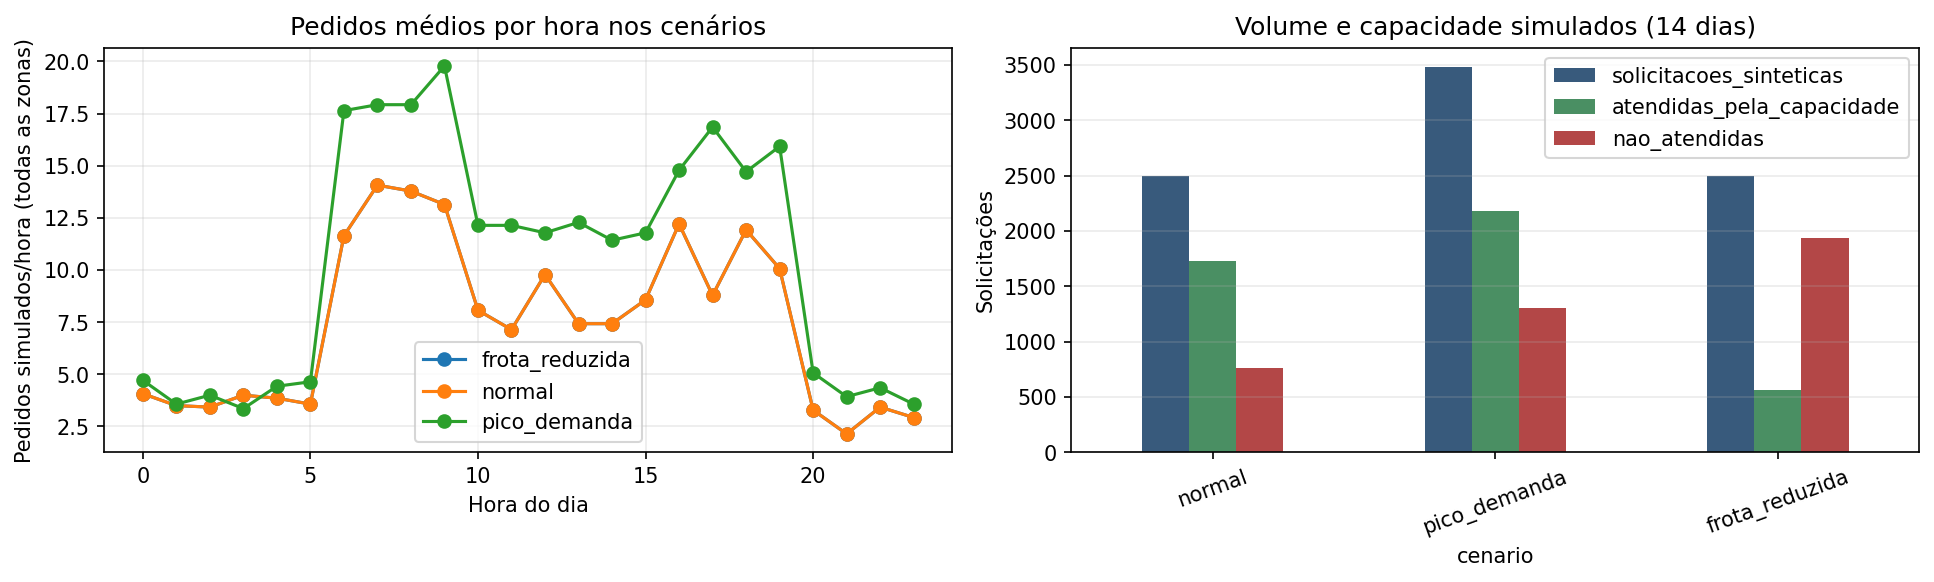 Pedidos médios por hora nos cenários
Pedidos simulados/hora (todas as zonas)
20.0
17.5
15.0
12.5
10.0
7.5
5.0
2.5
frota_reduzida
normal
pico_demanda
0 5 10 15 20
Hora do dia
Volume e capacidade simulados (14 dias)
Solicitações
3500
3000
2500
2000
1500
1000
500
0
solicitacoes_sinteticas
atendidas_pela_capacidade
nao_atendidas
normal pico_demanda frota_reduzida
cenario